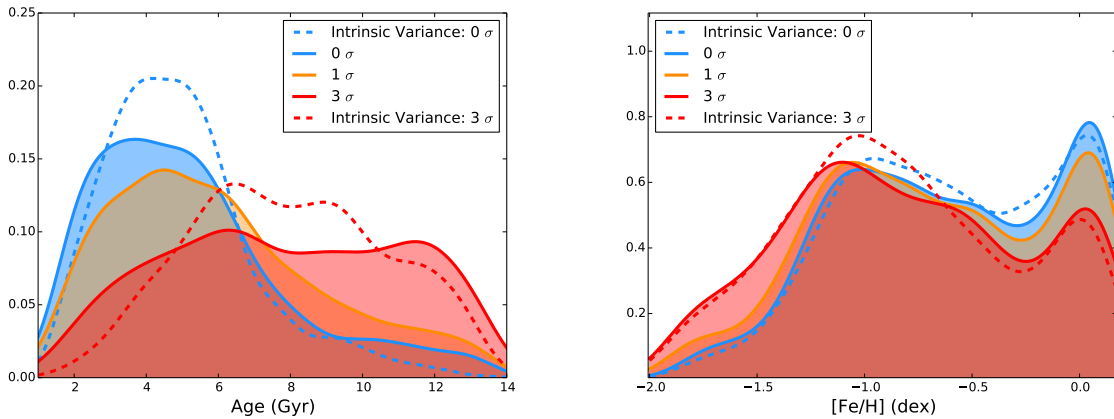 0.25
0.20
0.15
0.10
0.05
0.00
2
4
6
8
10
12
14
Age (Gyr)
Intrinsic Variance: 0 σ
0 σ
1 σ
3 σ
Intrinsic Variance: 3 σ
1.0
0.8
0.6
0.4
0.2
−2.0
−1.5
−1.0
−0.5
0.0
[Fe/H] (dex)
Intrinsic Variance: 0 σ
0 σ
1 σ
3 σ
Intrinsic Variance: 3 σ